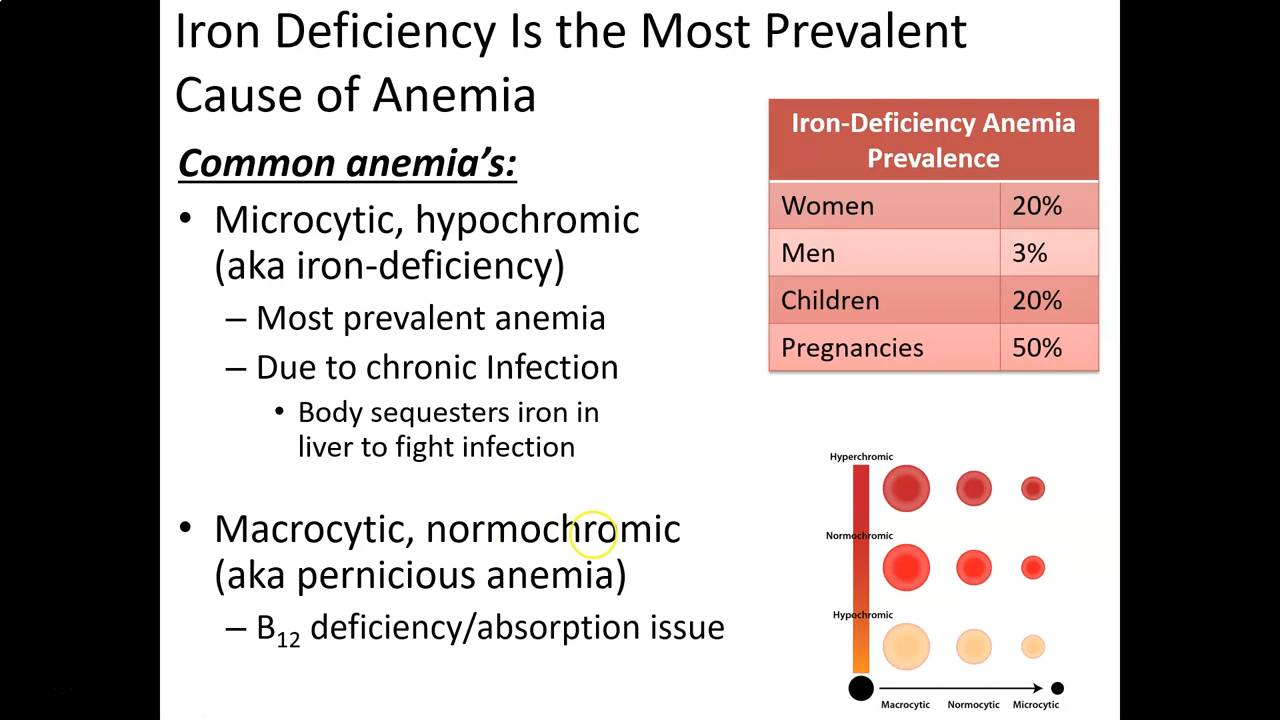 Iron Deficiency Is the Most Prevalent
Cause of Anemia
Common anemia's:
• Microcytic, hypochromic
(aka iron-deficiency)
– Most prevalent anemia
– Due to chronic Infection
• Body sequesters iron in
liver to fight infection
• Macrocytic, normochromic
(aka pernicious anemia)
– B12 deficiency/absorption issue
Iron-Deficiency Anemia
Prevalence
Women 20%
Men 3%
Children 20%
Pregnancies 50%
Hyperchromic
Normochromic
Hypochromic
Macrocytic Normocytic Microcytic